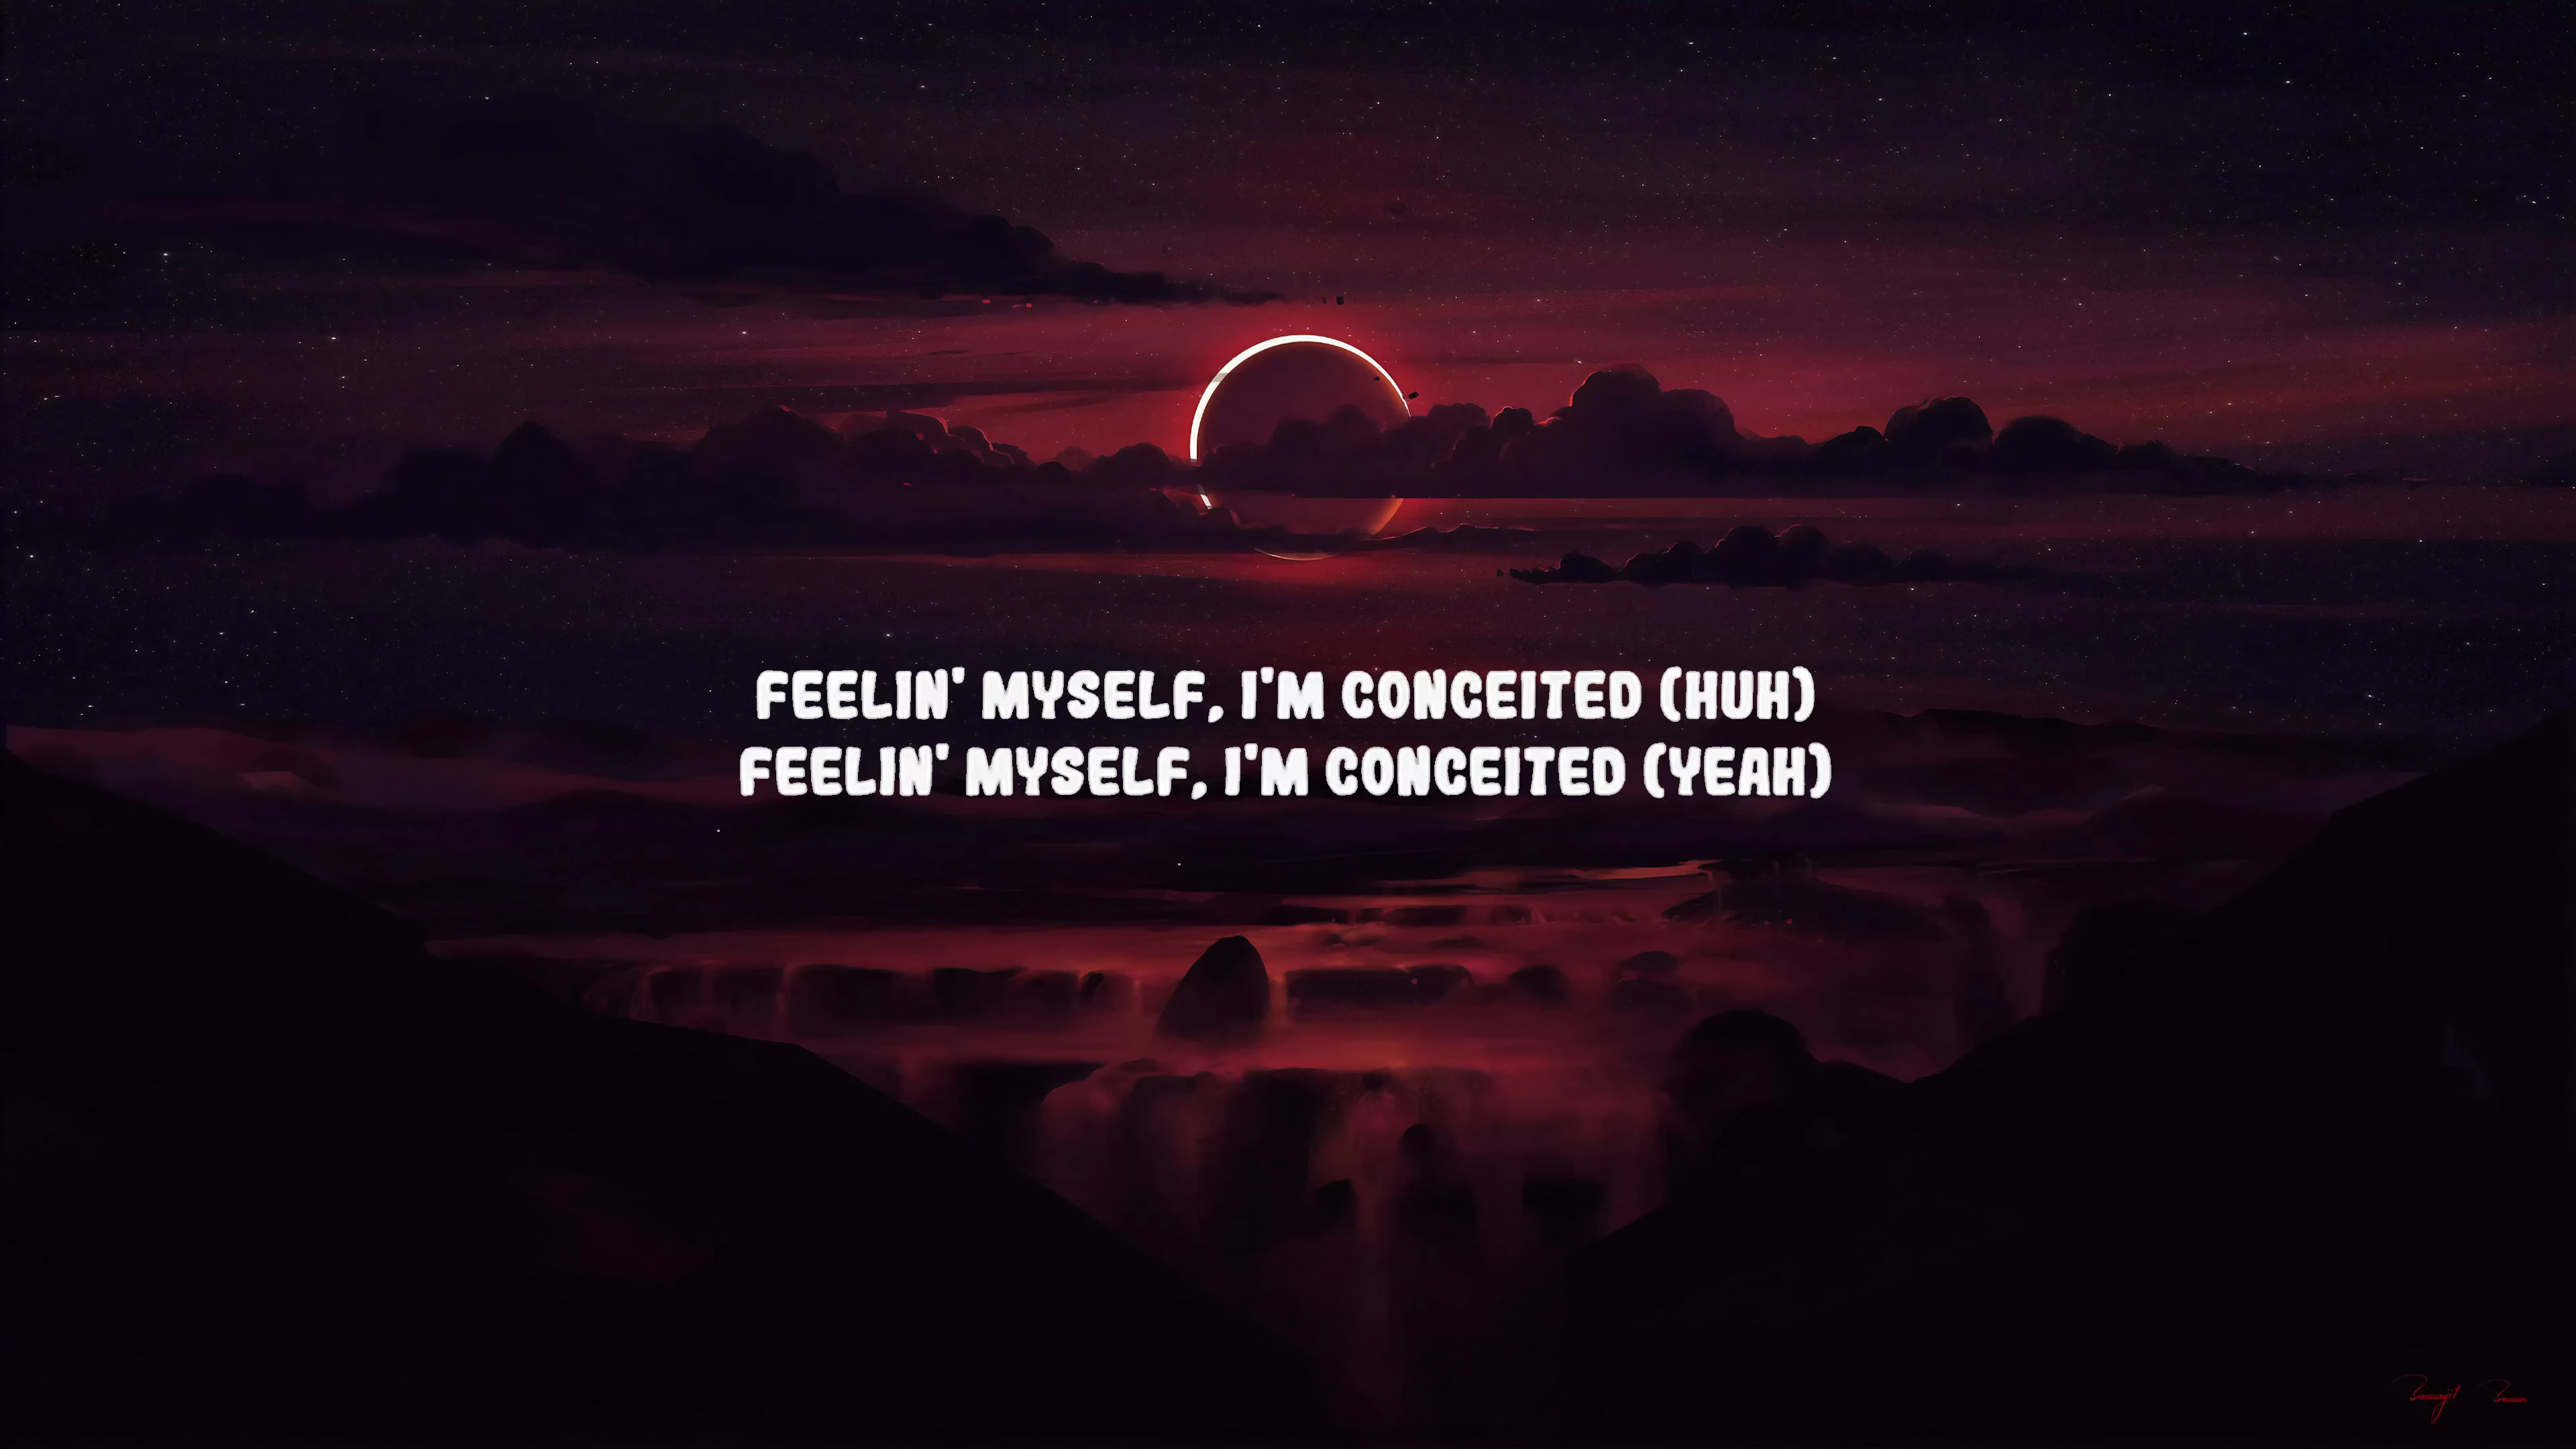 FEELIN' MYSELF, I'M CONCEITED (HUH)
FEELIN' MYSELF, I'M CONCEITED (YEAH)